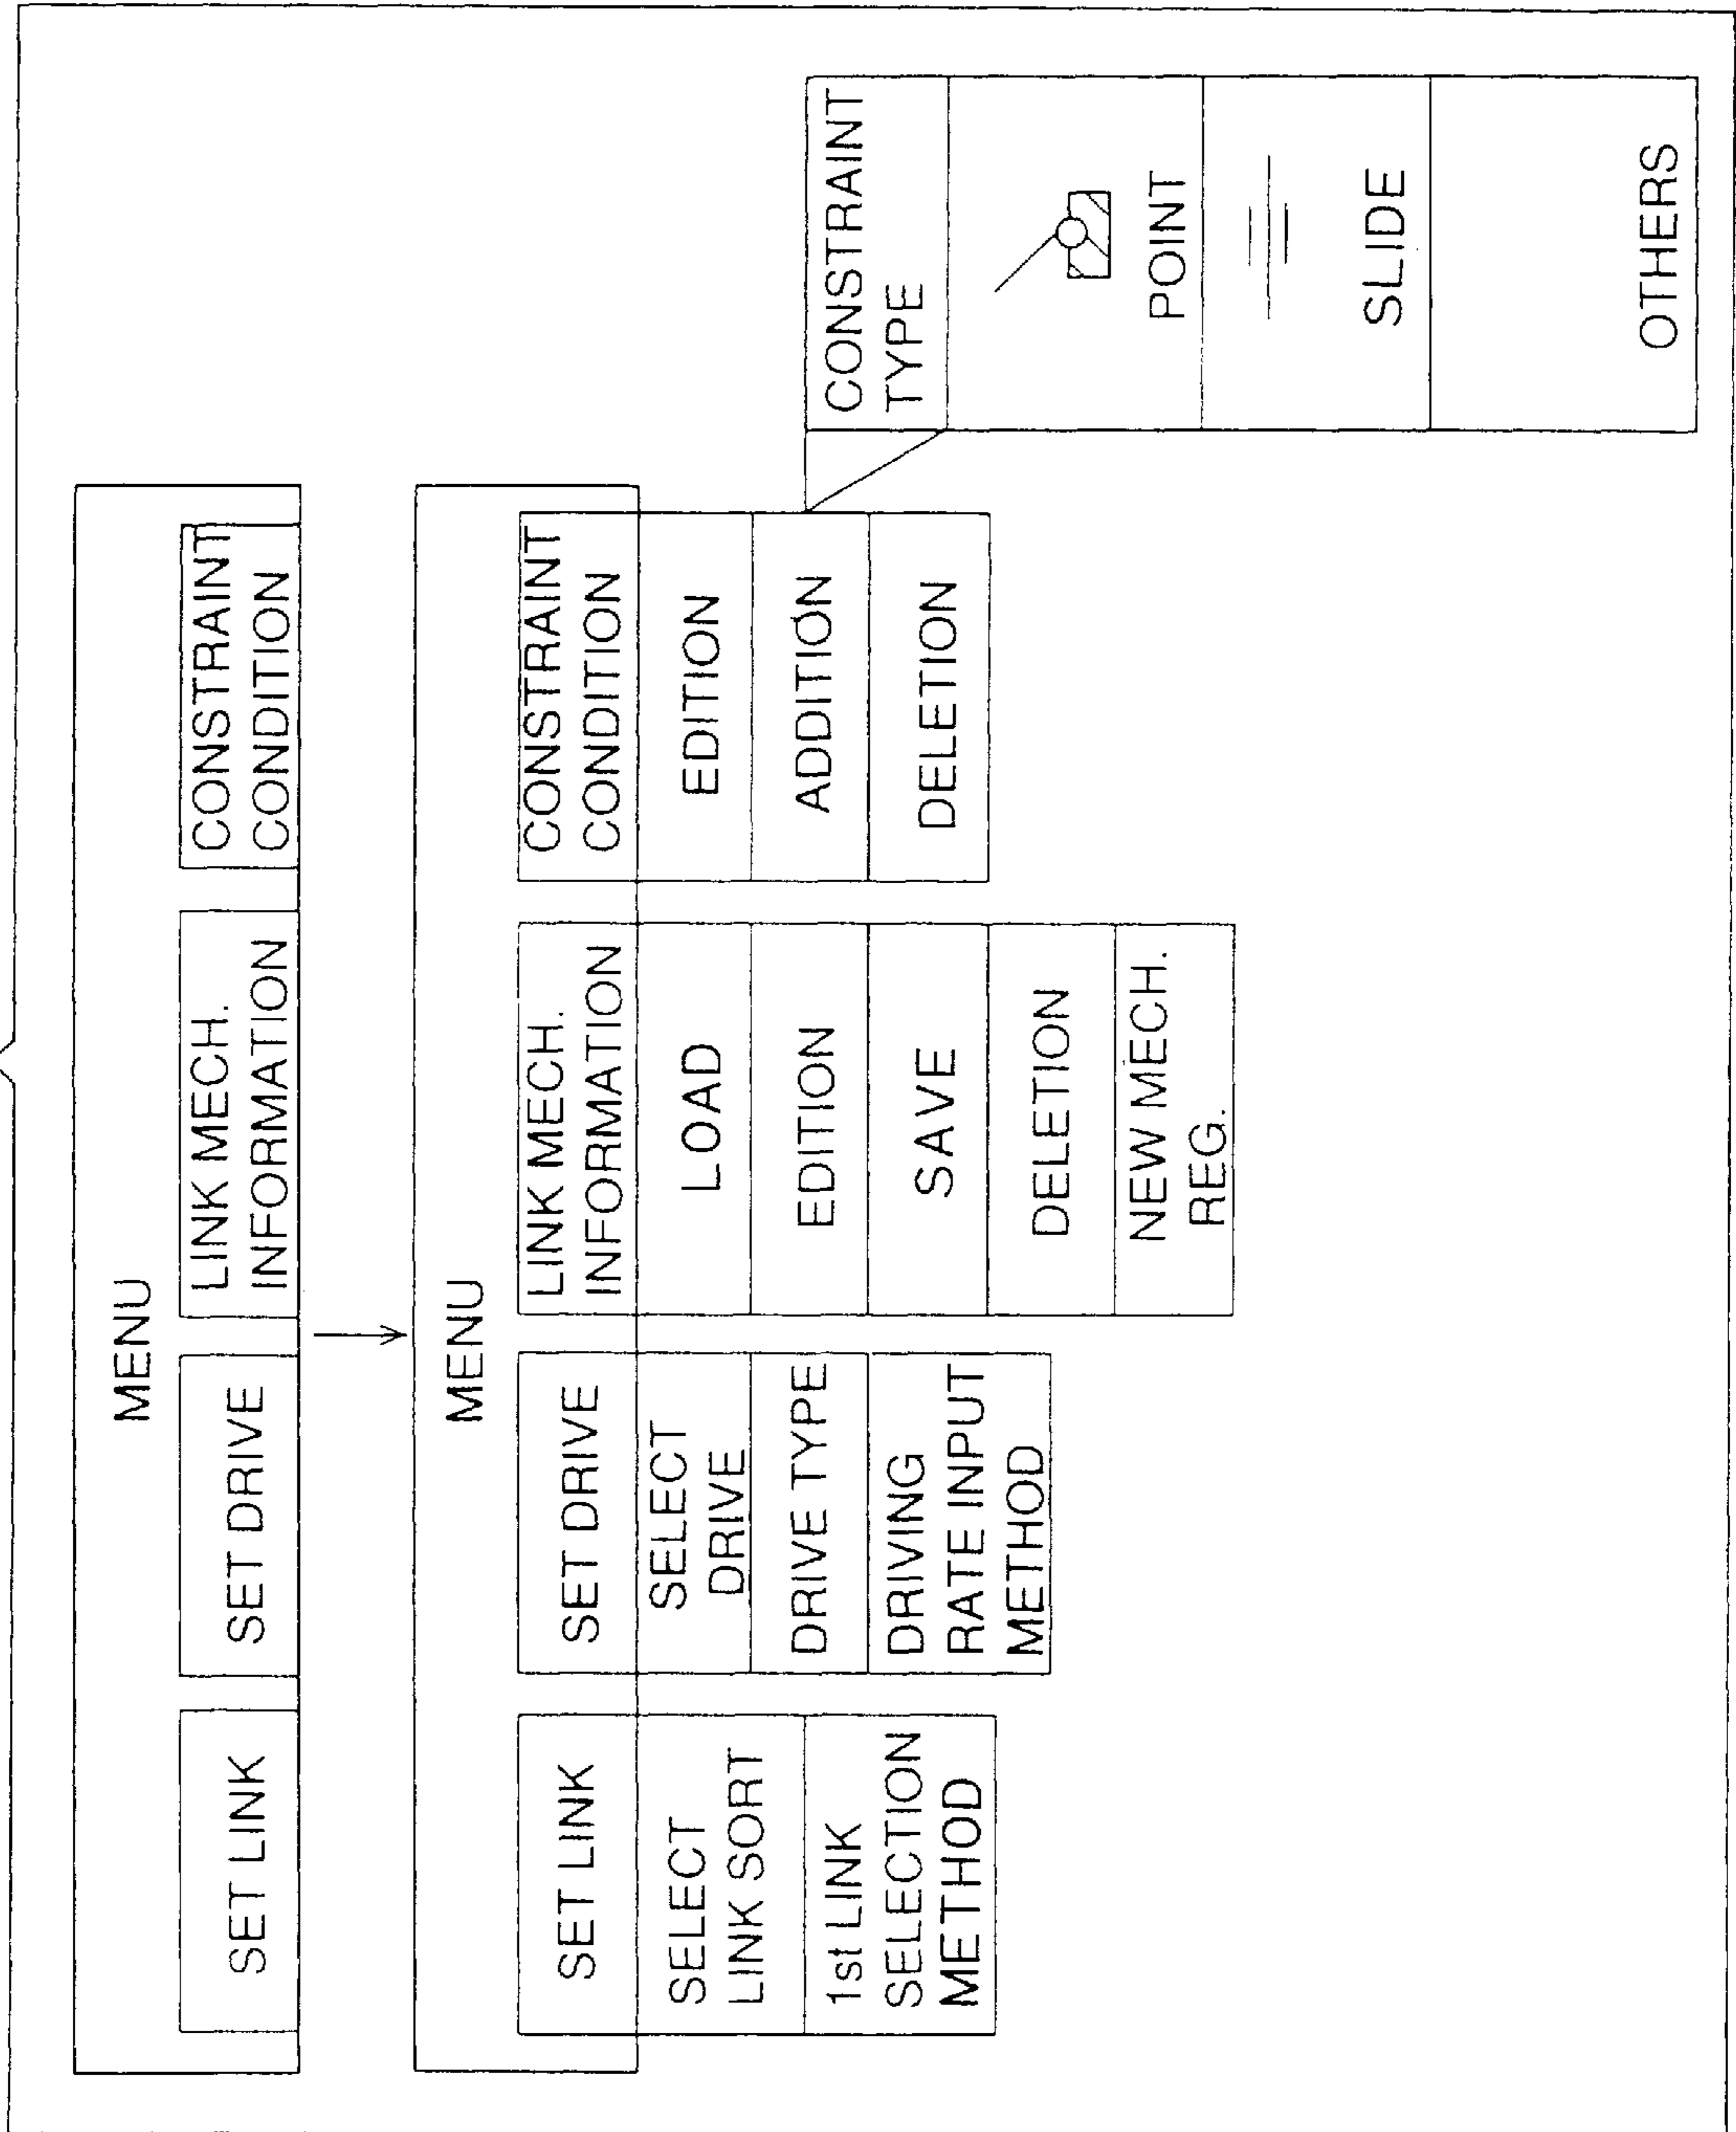 MENU
SET LINK
SET DRIVE
LINK MECH.
INFORMATION
CONSTRAINT
CONDITION
MENU
SET LINK
SELECT
LINK SORT
1st LINK
SELECTION
METHOD
SET DRIVE
SELECT
DRIVE
DRIVE TYPE
DRIVING
RATE INPUT
METHOD
LINK MECH.
INFORMATION
LOAD
EDITION
SAVE
DELETION
NEW MECH.
REG.
CONSTRAINT
CONDITION
EDITION
ADDITION
DELETION
CONSTRAINT
TYPE
POINT
SLIDE
OTHERS